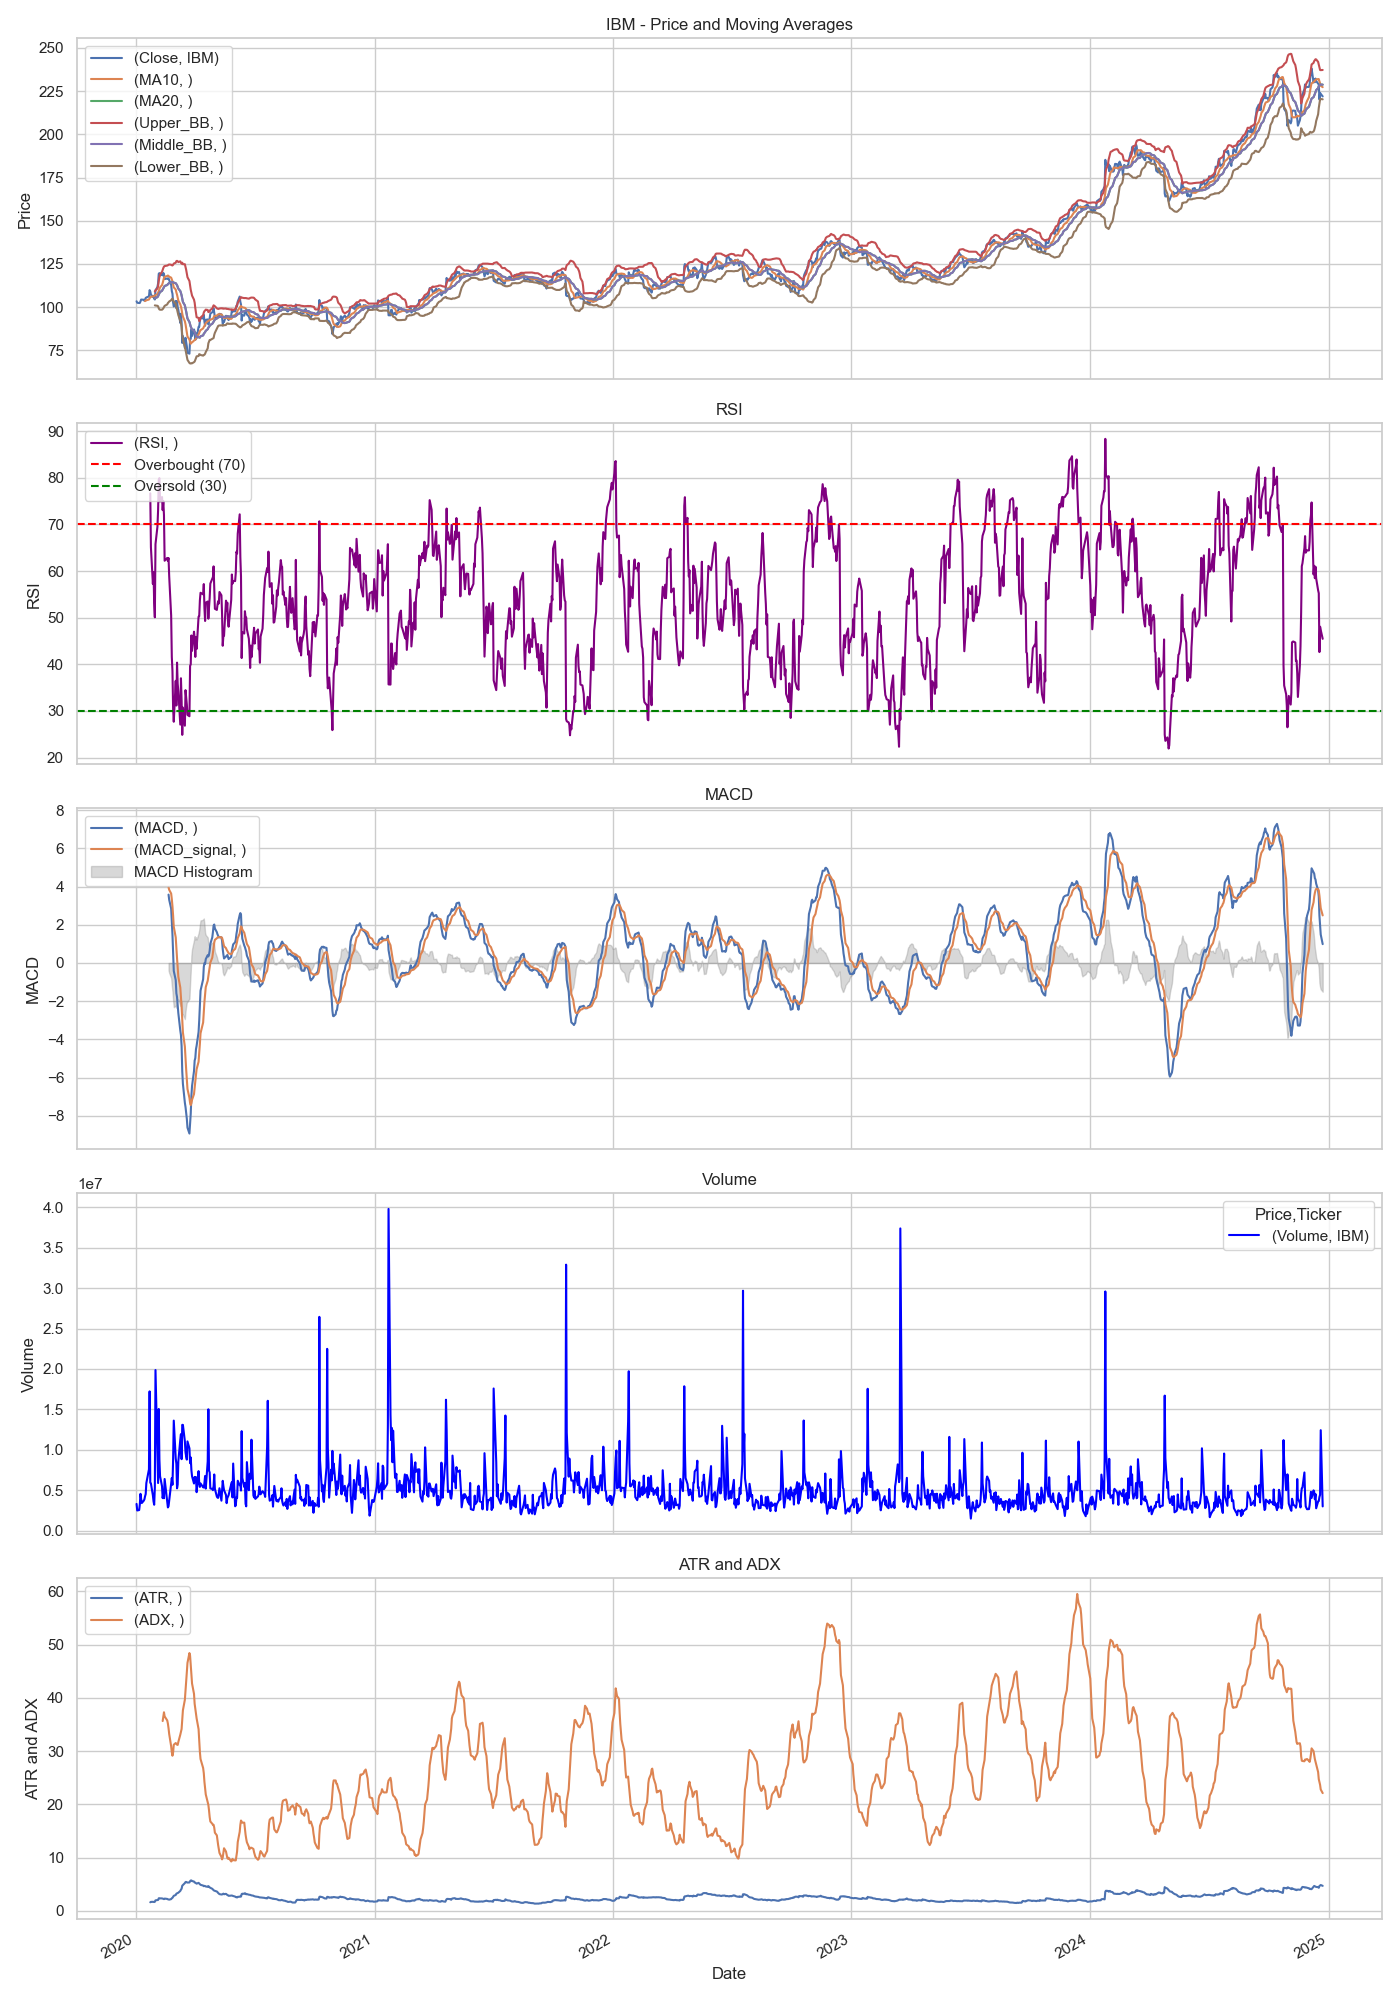 IBM - Price and Moving Averages
250
225
200
175
150
125
100
75
Price
(Close, IBM)
(MA10, )
(MA20, )
(Upper_BB, )
(Middle_BB, )
(Lower_BB, )
RSI
90
80
70
60
50
40
30
20
RSI
(RSI, )
Overbought (70)
Oversold (30)
MACD
8
6
4
2
0
−2
−4
−6
−8
MACD
(MACD, )
(MACD_signal, )
MACD Histogram
Volume
1e7
4.0
3.5
3.0
2.5
2.0
1.5
1.0
0.5
0.0
Volume
Price,Ticker
(Volume, IBM)
ATR and ADX
60
50
40
30
20
10
0
ATR and ADX
(ATR, )
(ADX, )
2020
2021
2022
2023
2024
2025
Date